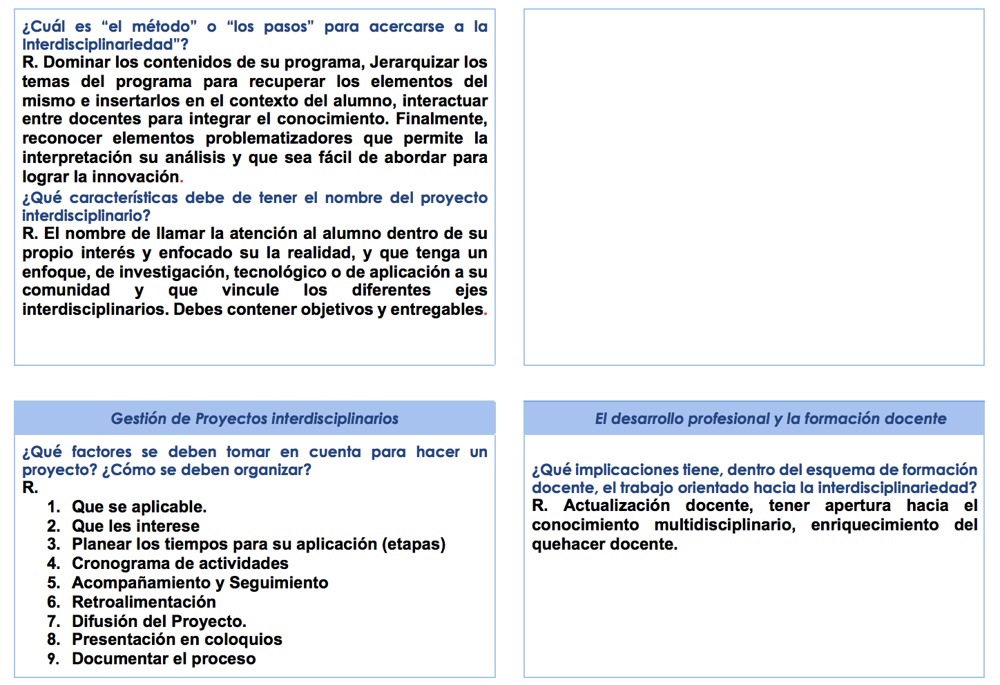 ¿Cuál es “el método” o “los pasos” para acercarse a la
Interdisciplinariedad”?
R. Dominar los contenidos de su programa, Jerarquizar los
temas del programa para recuperar los elementos del
mismo e insertarlos en el contexto del alumno, interactuar
entre docentes para integrar el conocimiento. Finalmente,
reconocer elementos problematizadores que permite la
interpretación su análisis y que sea fácil de abordar para
lograr la innovación.
¿Qué características debe de tener el nombre del proyecto
interdisciplinario?
R. El nombre de llamar la atención al alumno dentro de su
propio interés y enfocado su la realidad, y que tenga un
enfoque, de investigación, tecnológico o de aplicación a su
comunidad y que vincule los diferentes ejes
interdisciplinarios. Debes contener objetivos y entregables.
Gestión de Proyectos interdisciplinarios
¿Qué factores se deben tomar en cuenta para hacer un
proyecto? ¿Cómo se deben organizar?
R.
1. Que se aplicable.
2. Que les interese
3. Planear los tiempos para su aplicación (etapas)
4. Cronograma de actividades
5. Acompañamiento y Seguimiento
6. Retroalimentación
7. Difusión del Proyecto.
8. Presentación en coloquios
9. Documentar el proceso
El desarrollo profesional y la formación docente
¿Qué implicaciones tiene, dentro del esquema de formación
docente, el trabajo orientado hacia la interdisciplinariedad?
R. Actualización docente, tener apertura hacia el
conocimiento multidisciplinario, enriquecimiento del
quehacer docente.